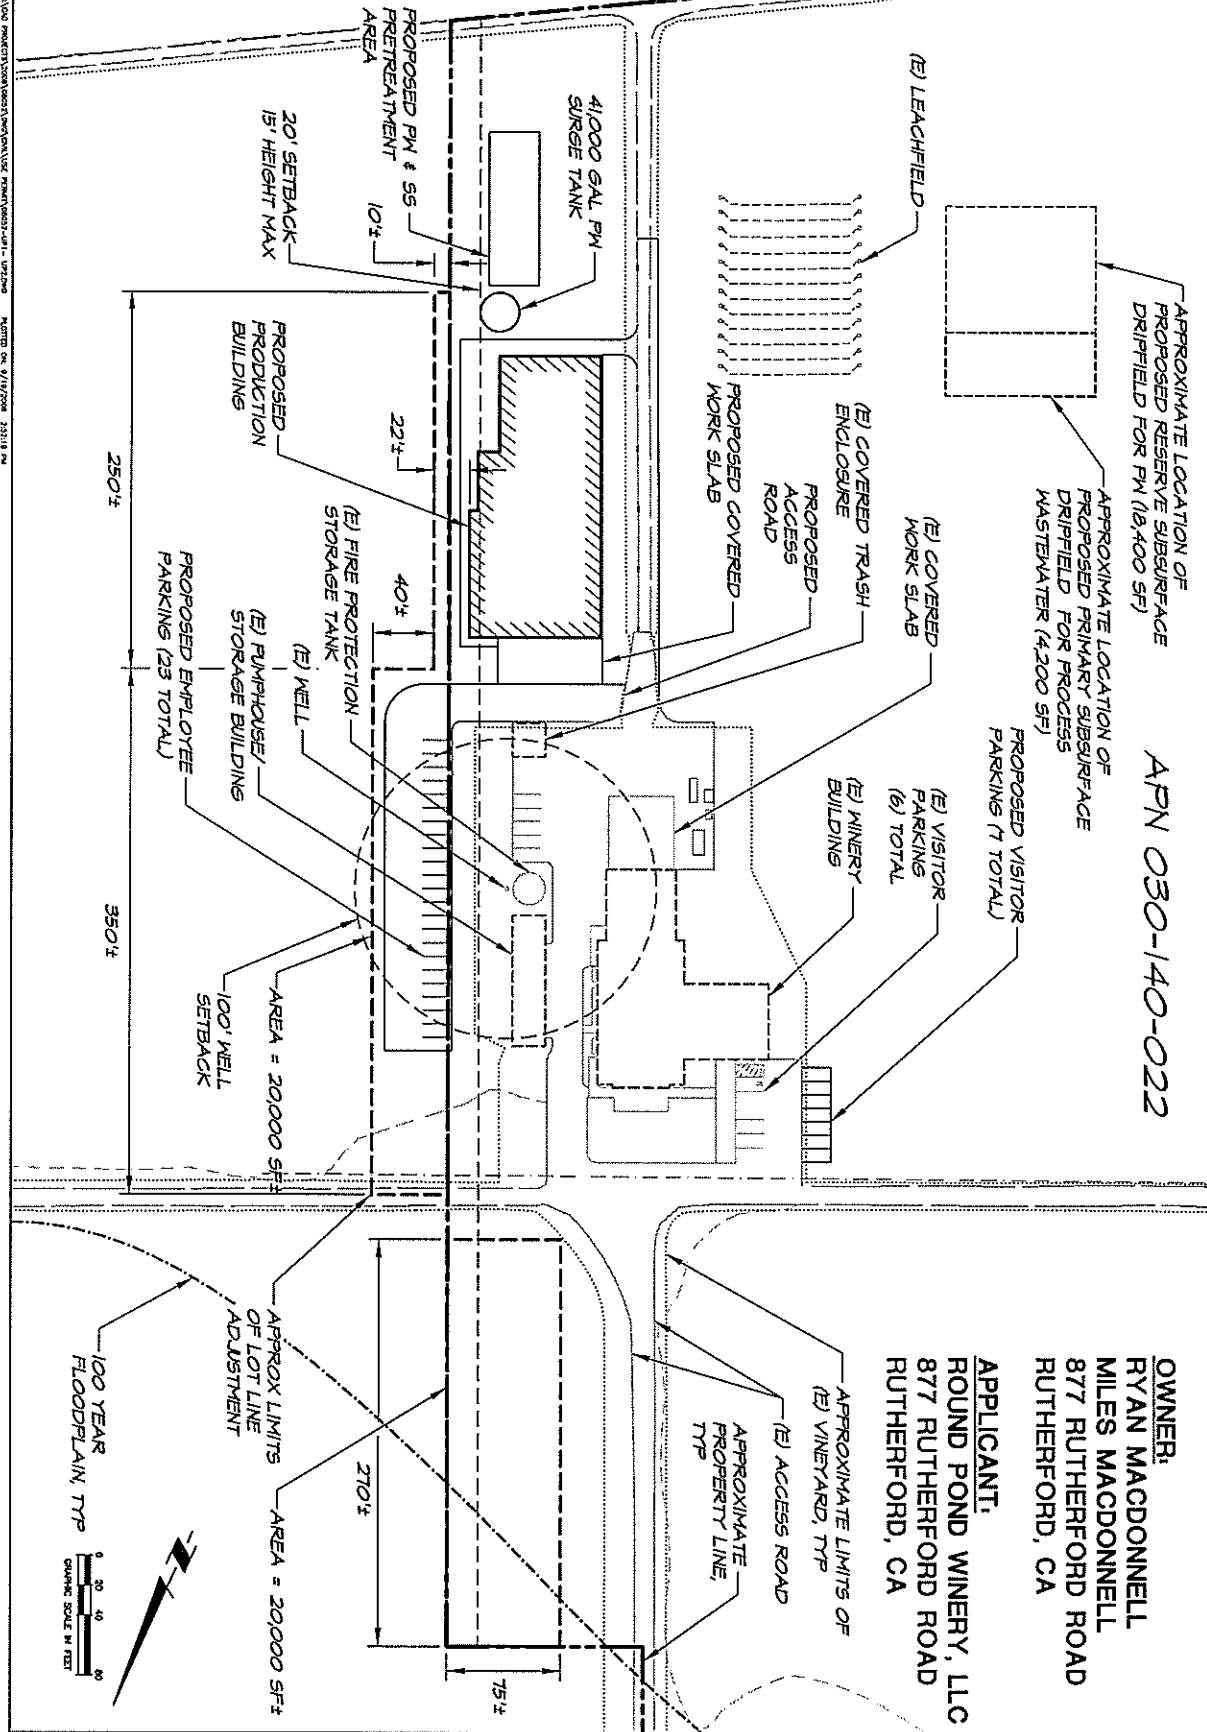 APN 030-140-022
OWNER:
RYAN MACDONNELL
MILES MACDONNELL
877 RUTHERFORD ROAD
RUTHERFORD, CA
APPLICANT:
ROUND POND WINERY, LLC
877 RUTHERFORD ROAD
RUTHERFORD, CA
APPROXIMATE LOCATION OF
PROPOSED RESERVE SUBSURFACE
DRIPFIELD FOR PW (18,400 SF)
APPROXIMATE LOCATION OF
PROPOSED PRIMARY SUBSURFACE
DRIPFIELD FOR PROCESS
WASTEWATER (4,200 SF)
PROPOSED VISITOR
PARKING (7 TOTAL)
(E) LEACHFIELD
(E) COVERED
WORK SLAB
(E) VISITOR
PARKING
(6) TOTAL
(E) WINERY
BUILDING
(E) COVERED TRASH
ENCLOSURE
PROPOSED
ACCESS
ROAD
PROPOSED COVERED
WORK SLAB
APPROXIMATE LIMITS OF
(E) VINEYARD, TYP
(E) ACCESS ROAD
APPROXIMATE
PROPERTY LINE,
TYP
41,000 GAL PW
SURGE TANK
PROPOSED PW & SS
PRETREATMENT
AREA
10'±
20' SETBACK
15' HEIGHT MAX
PROPOSED
PRODUCTION
BUILDING
22'±
40'±
(E) FIRE PROTECTION
STORAGE TANK
(E) WELL
(E) PUMPHOUSE/
STORAGE BUILDING
PROPOSED EMPLOYEE
PARKING (23 TOTAL)
AREA = 20,000 SF±
100' WELL
SETBACK
250'±
350'±
270'±
75'±
AREA = 20,000 SF±
APPROX LIMITS
OF LOT LINE
ADJUSTMENT
100 YEAR
FLOODPLAIN, TYP
0 20 40 80
GRAPHIC SCALE IN FEET